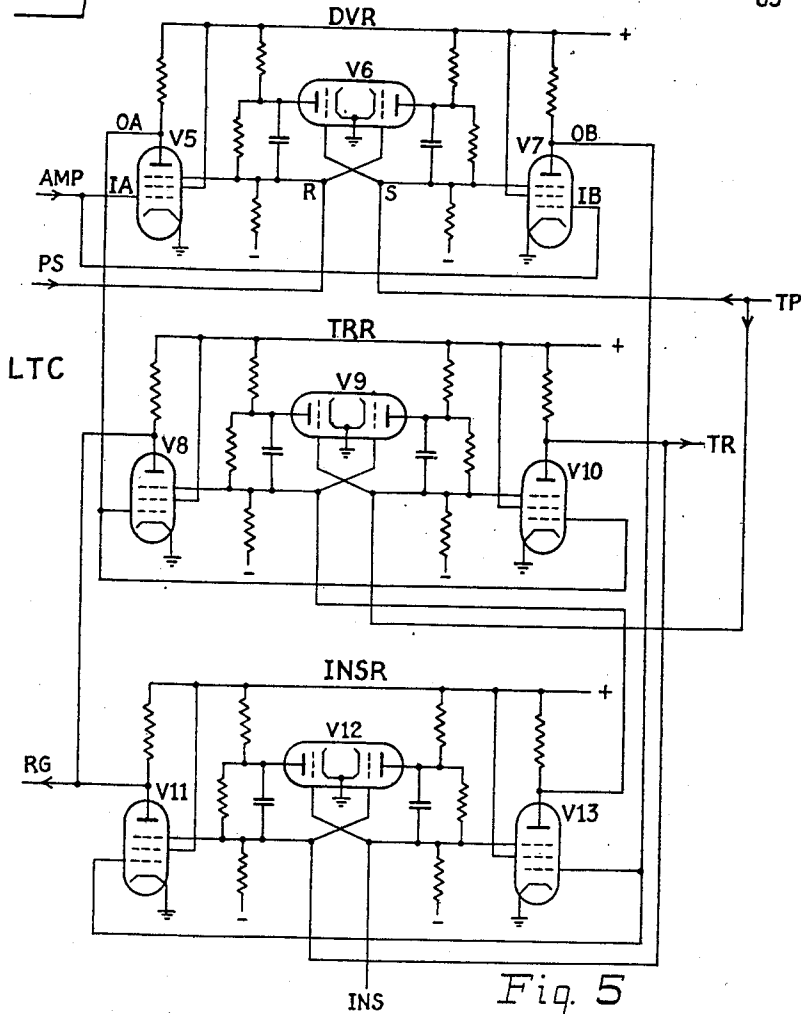 DVR
+
V6
OA
V5
V7
OB
AMP
IA
R
S
IB
-
-
PS
TP
TRR
+
LTC
V9
V8
TR
V10
-
-
INSR
+
V12
RG
V11
V13
-
-
INS
Fig. 5